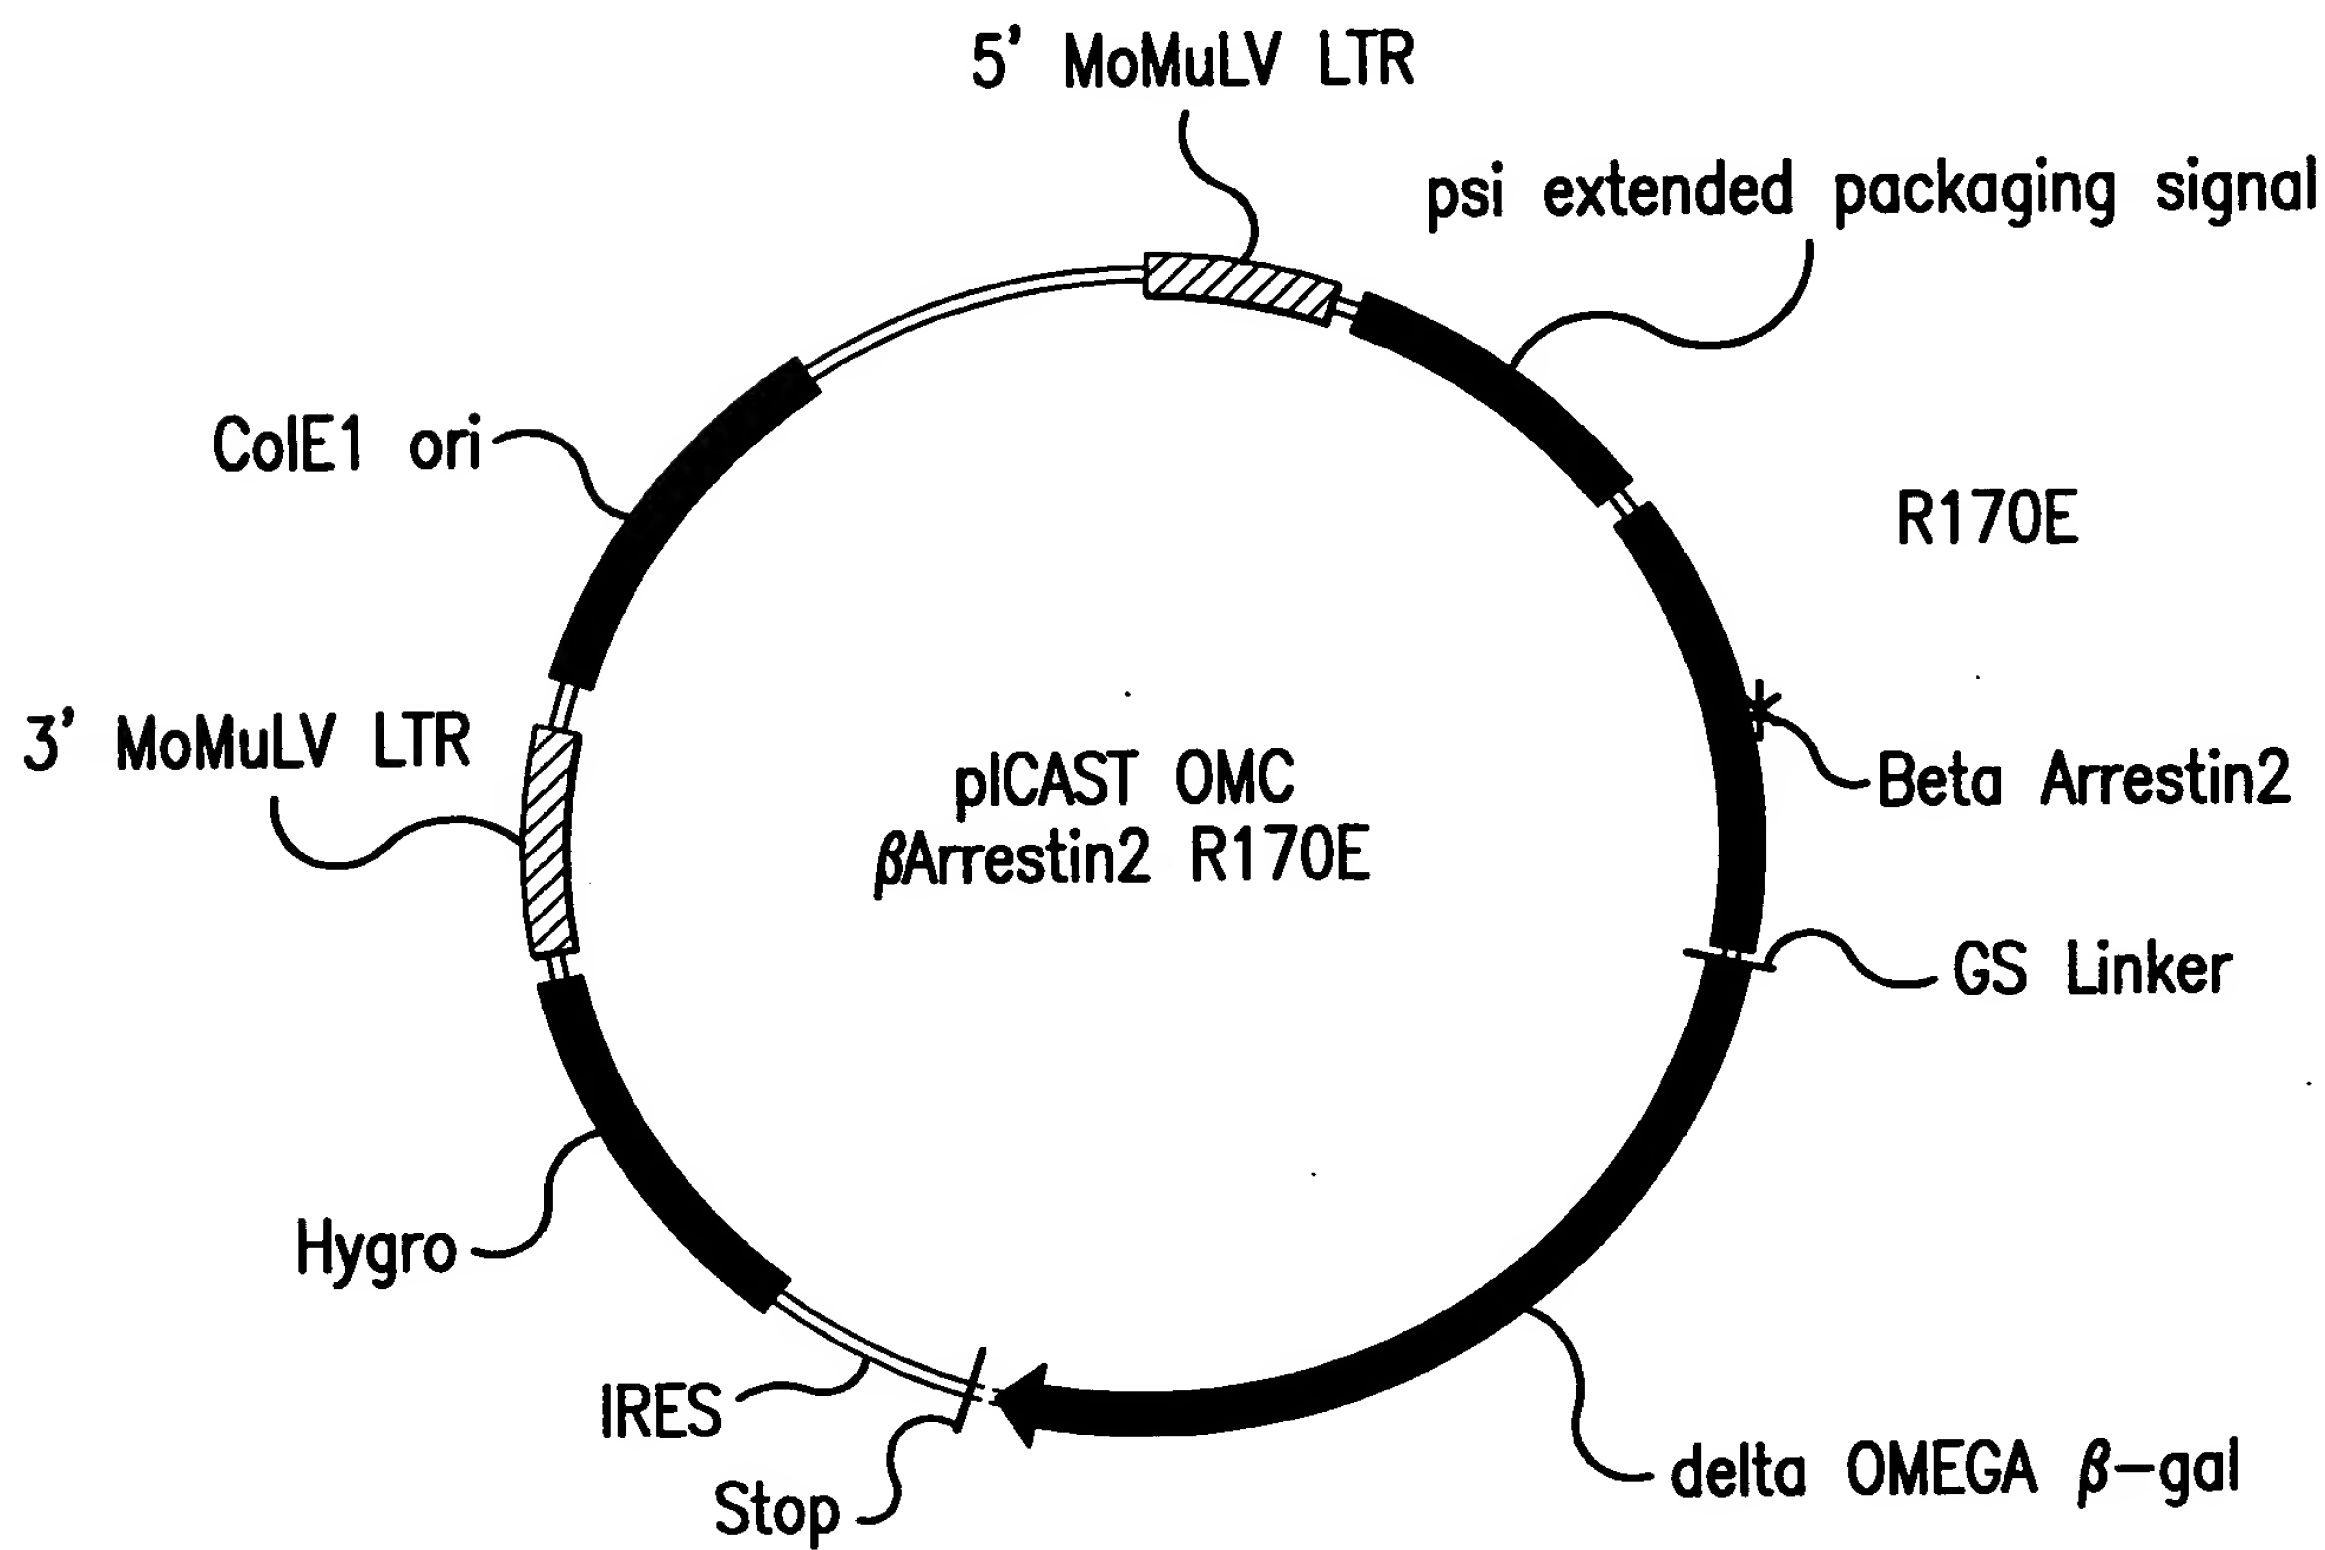 5' MoMuLV LTR
psi extended packaging signal
ColE1 ori
R170E
3' MoMuLV LTR
pICAST OMC
βArrestin2 R170E
*
Beta Arrestin2
GS Linker
Hygro
IRES
Stop
delta OMEGA β-gal